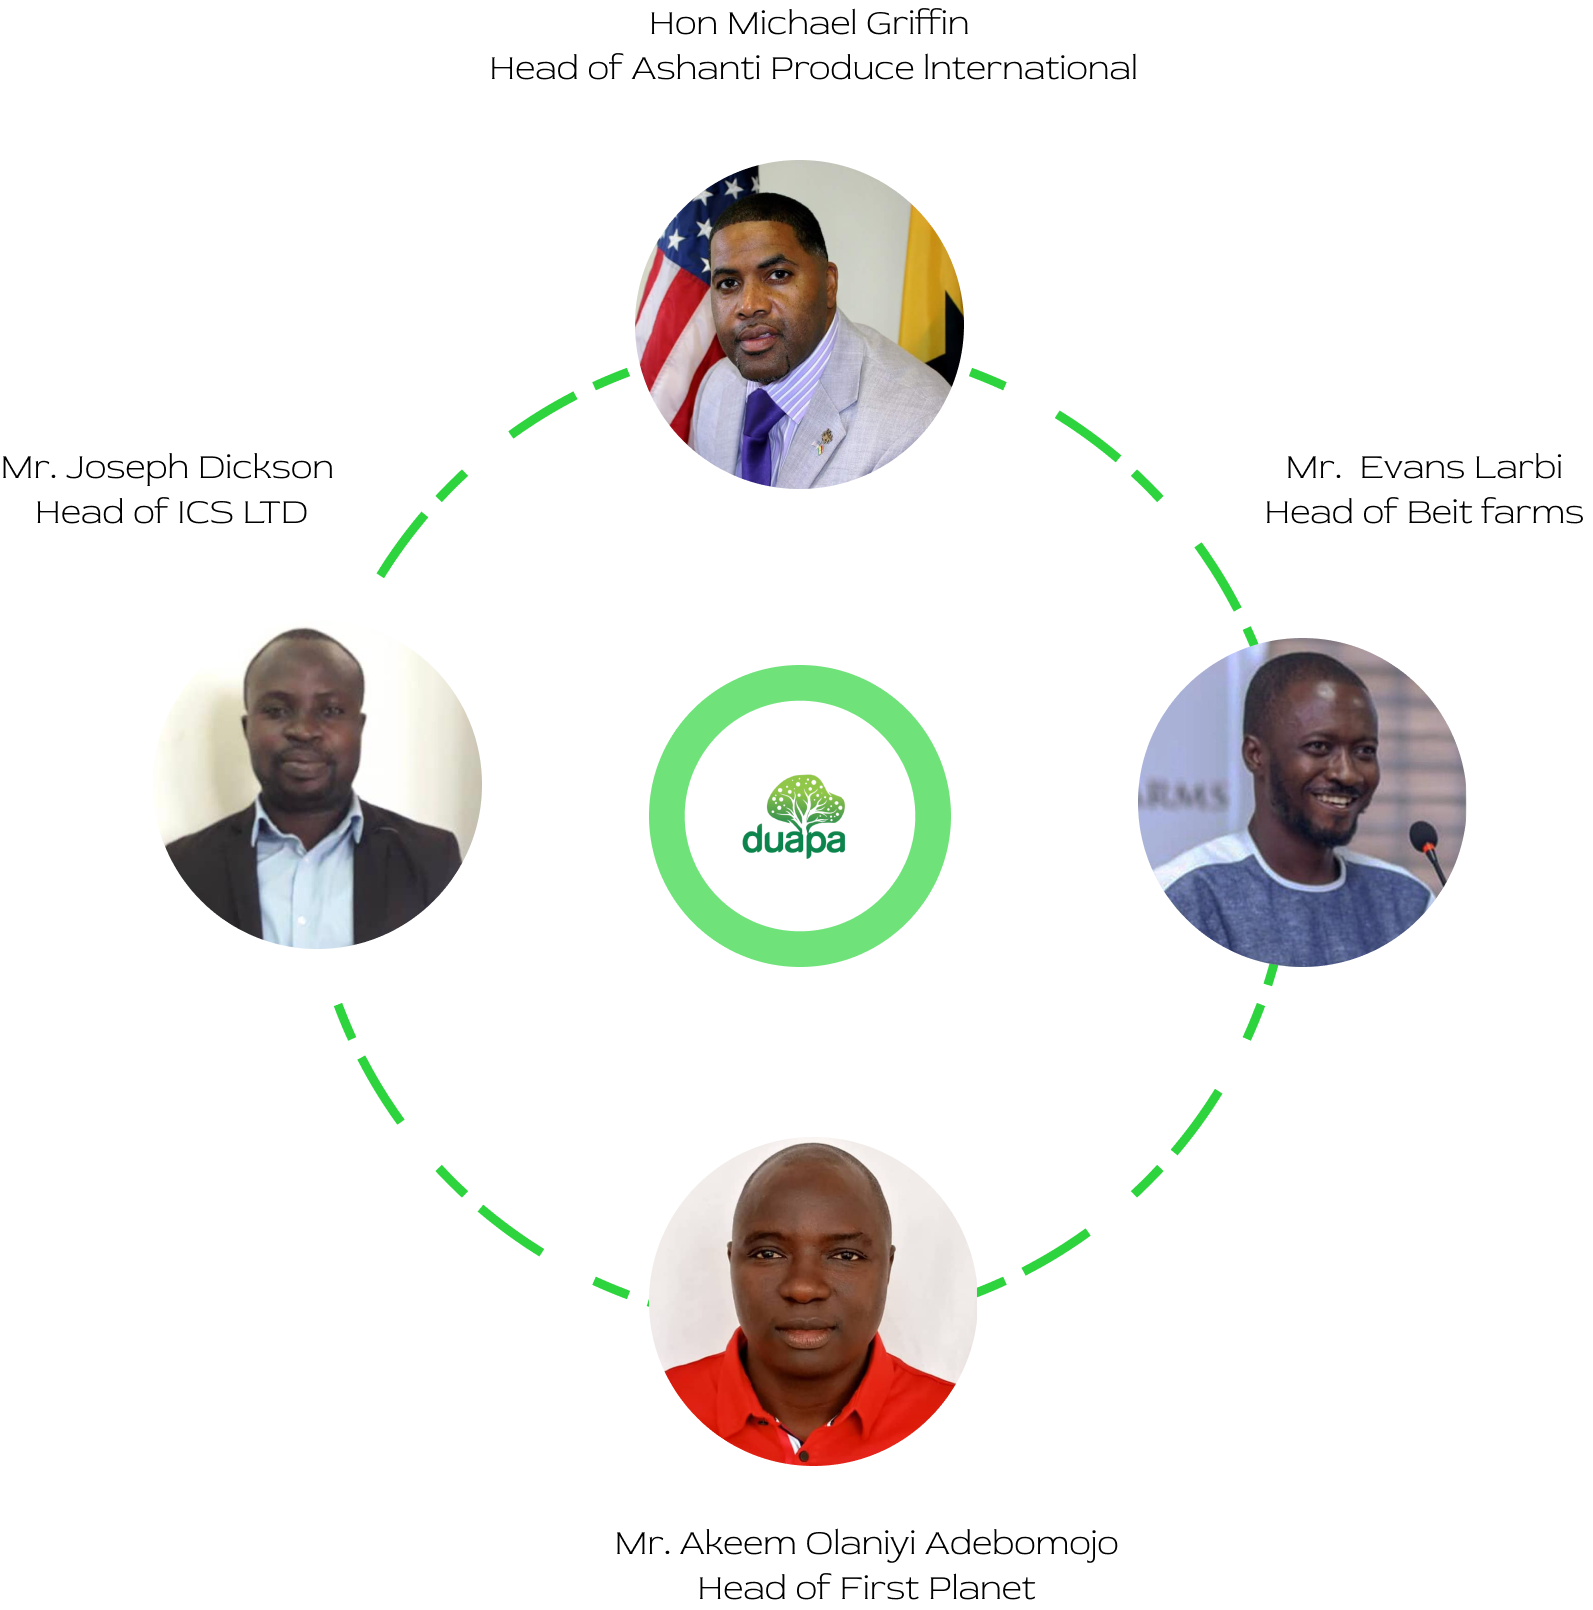 Hon Michael Griffin
Head of Ashanti Produce International
Mr. Joseph Dickson
Head of ICS LTD
Mr. Evans Larbi
Head of Beit farms
ARMS
duapa
Mr. Akeem Olaniyi Adebomojo
Head of First Planet